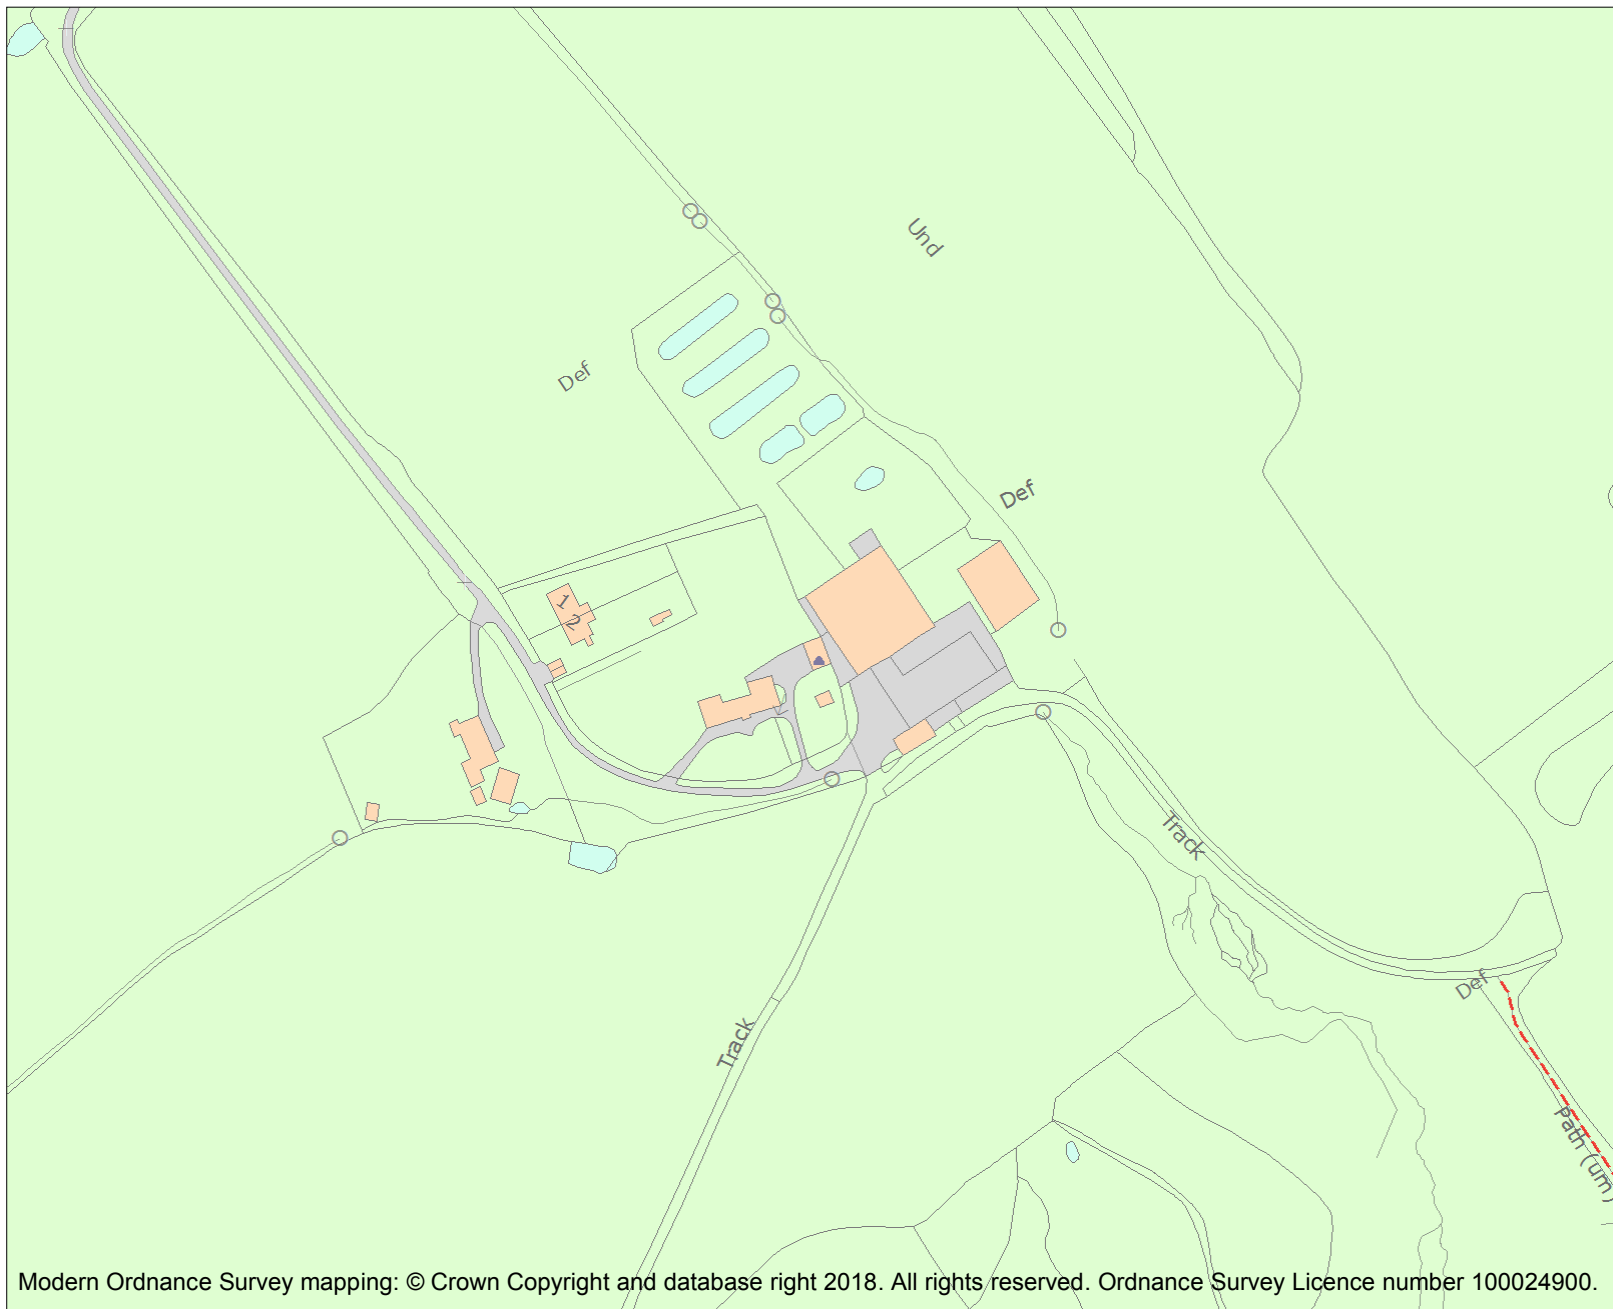 Und
Def
Def
1
2
Track
Def
Track
Path (um)
Modern Ordnance Survey mapping: © Crown Copyright and database right 2018. All rights reserved. Ordnance Survey Licence number 100024900.